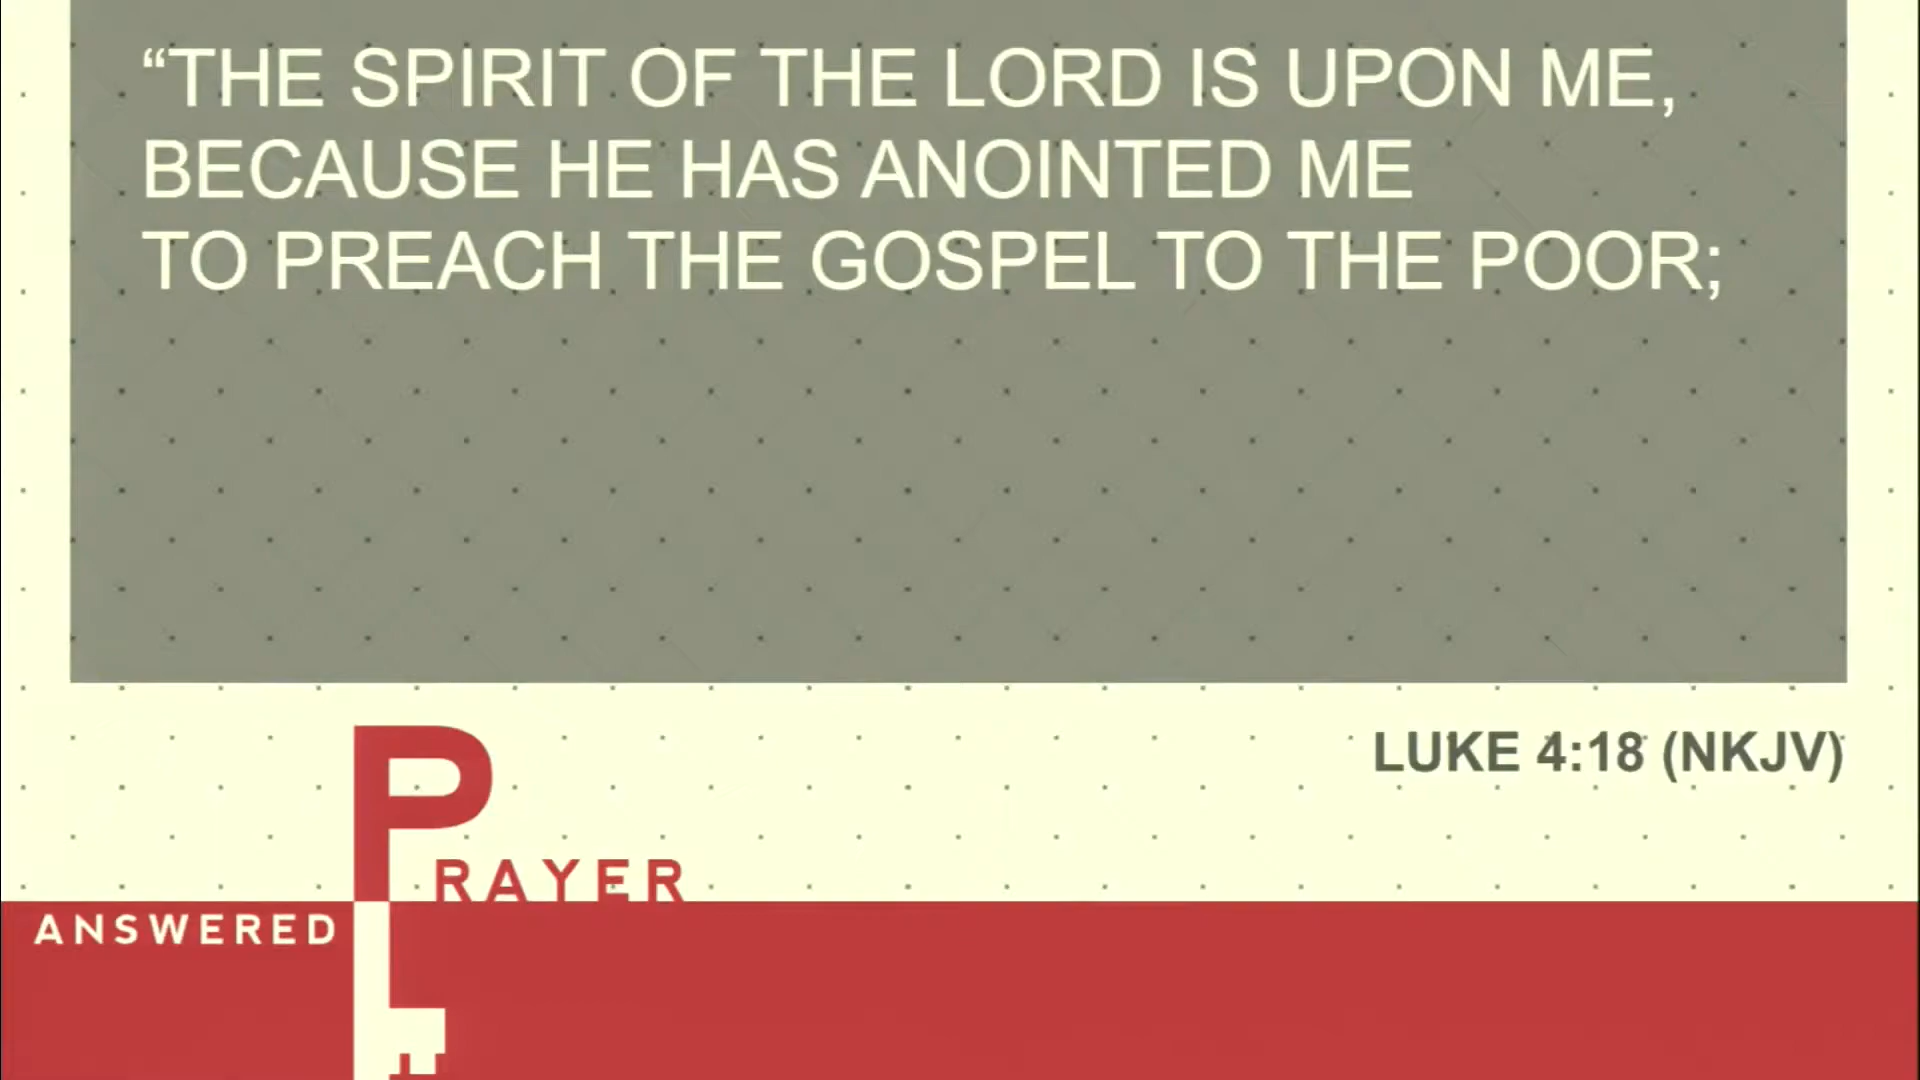 “THE SPIRIT OF THE LORD IS UPON ME,
BECAUSE HE HAS ANOINTED ME
TO PREACH THE GOSPEL TO THE POOR;
LUKE 4:18 (NKJV)
PRAYER
ANSWERED